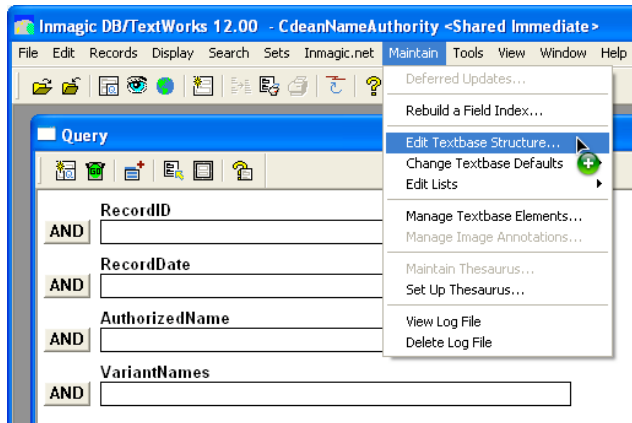 Inmagic DB/TextWorks 12.00 - CdeanNameAuthority <Shared Immediate>
File Edit Records Display Search Sets Inmagic.net Maintain Tools View Window Help
Deferred Updates...
Rebuild a Field Index...
Edit Textbase Structure...
Change Textbase Defaults
Edit Lists
Manage Textbase Elements...
Manage Image Annotations...
Maintain Thesaurus...
Set Up Thesaurus...
View Log File
Delete Log File
Query
GO
RecordID
AND
RecordDate
AND
AuthorizedName
AND
VariantNames
AND